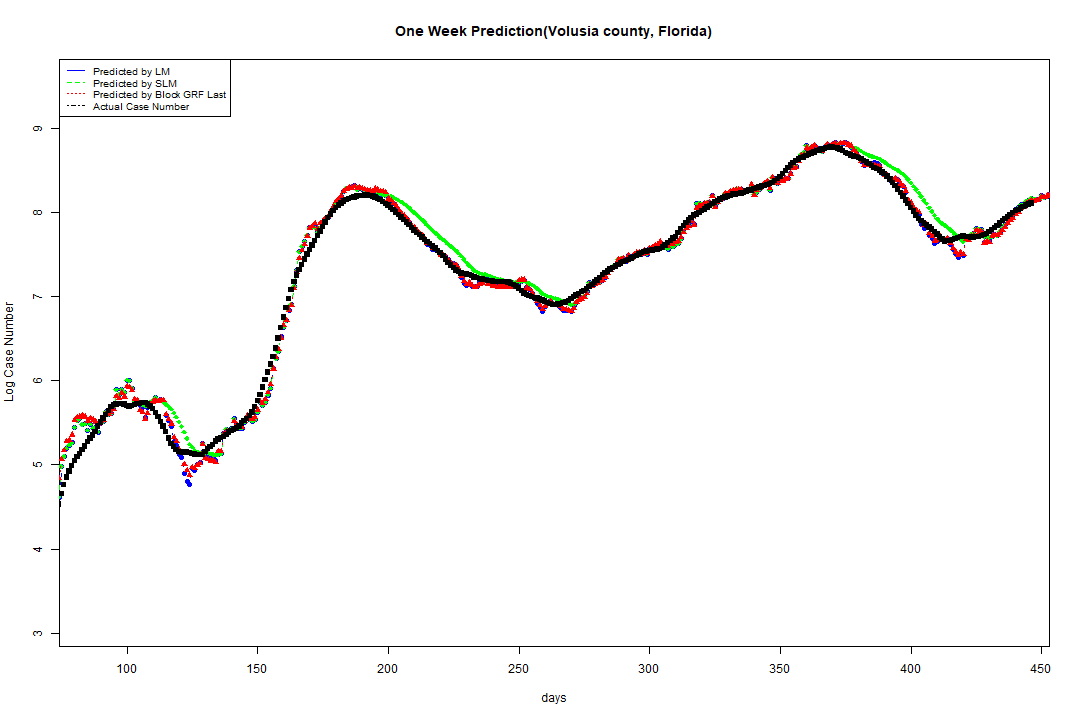 One Week Prediction(Volusia county, Florida)
Predicted by LM
Predicted by SLM
Predicted by Block GRF Last
Actual Case Number
9
8
7
6
5
4
3
Log Case Number
100 150 200 250 300 350 400 450
days